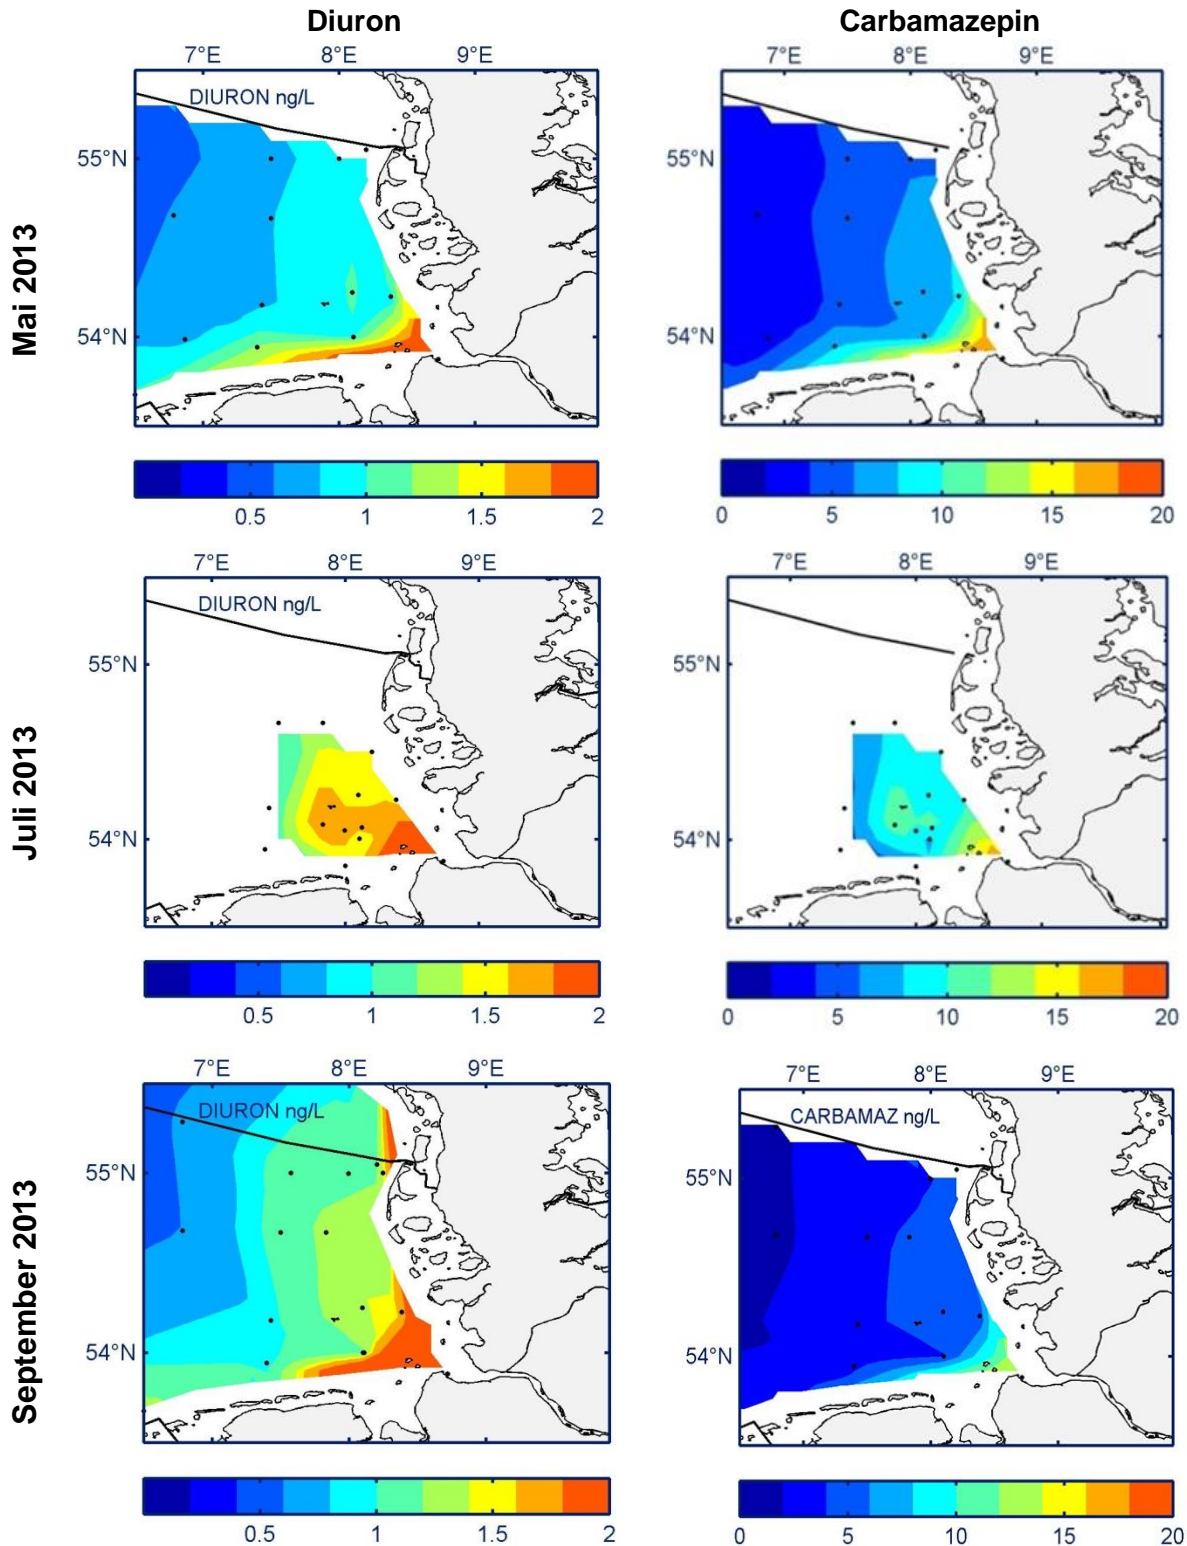 Diuron Carbamazepin
Mai 2013
7°E 8°E 9°E 7°E 8°E 9°E
DIURON ng/L
55°N 55°N
54°N 54°N
0.5 1 1.5 2 0 5 10 15 20
Juli 2013
7°E 8°E 9°E 7°E 8°E 9°E
DIURON ng/L
55°N 55°N
54°N 54°N
0.5 1 1.5 2 0 5 10 15 20
September 2013
7°E 8°E 9°E 7°E 8°E 9°E
DIURON ng/L CARBAMAZ ng/L
55°N 55°N
54°N 54°N
0.5 1 1.5 2 0 5 10 15 20